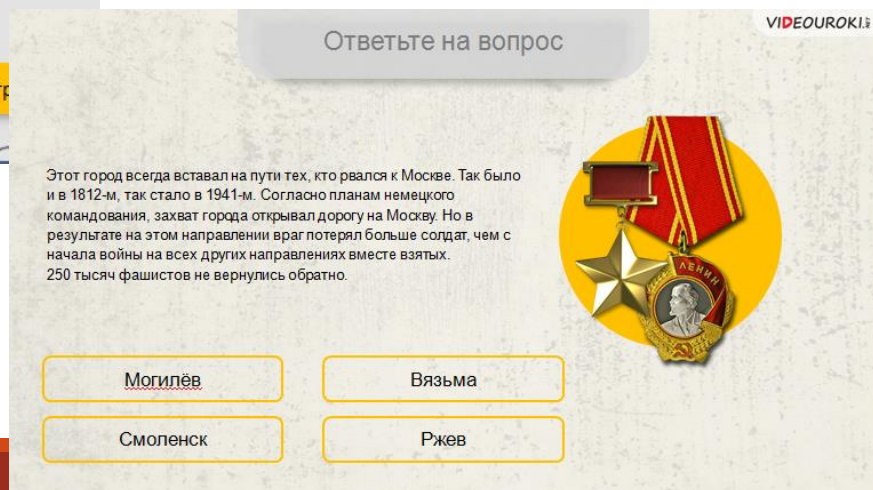 Ответьте на вопрос
VIDEOUROKI
Этот город всегда вставал на пути тех, кто рвался к Москве. Так было
и в 1812-м, так стало в 1941-м. Согласно планам немецкого
командования, захват города открывал дорогу на Москву. Но в
результате на этом направлении враг потерял больше солдат, чем с
начала войны на всех других направлениях вместе взятых.
250 тысяч фашистов не вернулись обратно.
ЛЕНИН
Могилёв
Вязьма
Смоленск
Ржев